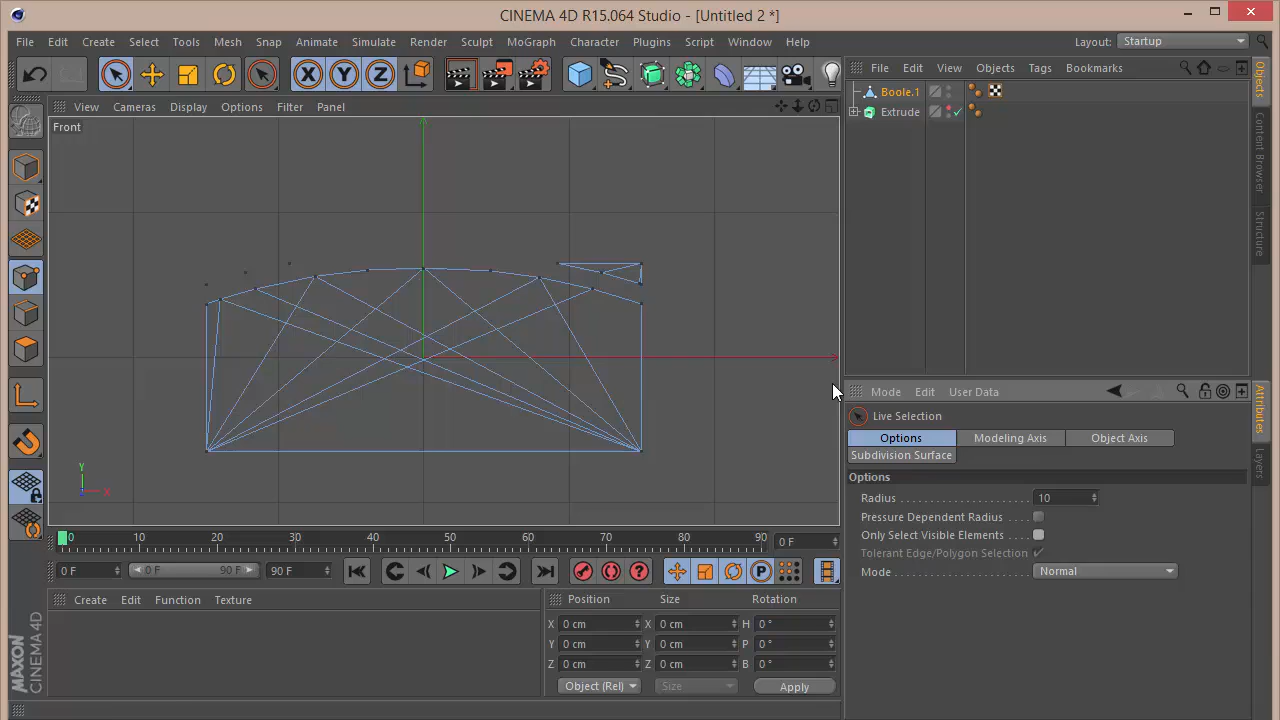 CINEMA 4D R15.064 Studio - [Untitled 2 *]
File Edit Create Select Tools Mesh Snap Animate Simulate Render Sculpt MoGraph Character Plugins Script Window Help Layout: Startup
X Y Z
File Edit View Objects Tags Bookmarks
View Cameras Display Options Filter Panel
Front
Boole.1
Extrude
Objects
Content Browser
Structure
Y
X
Mode Edit User Data
Live Selection
Options Modeling Axis Object Axis
Subdivision Surface
Options
Radius 10
Pressure Dependent Radius
Only Select Visible Elements
Tolerant Edge/Polygon Selection
Mode Normal
Attributes
Layers
0 10 20 30 40 50 60 70 80 90 0 F
0 F 0 F 90 F 90 F
P
Create Edit Function Texture
Position Size Rotation
X 0 cm X 0 cm H 0 °
Y 0 cm Y 0 cm P 0 °
Z 0 cm Z 0 cm B 0 °
Object (Rel) Size Apply
MAXON
CINEMA 4D